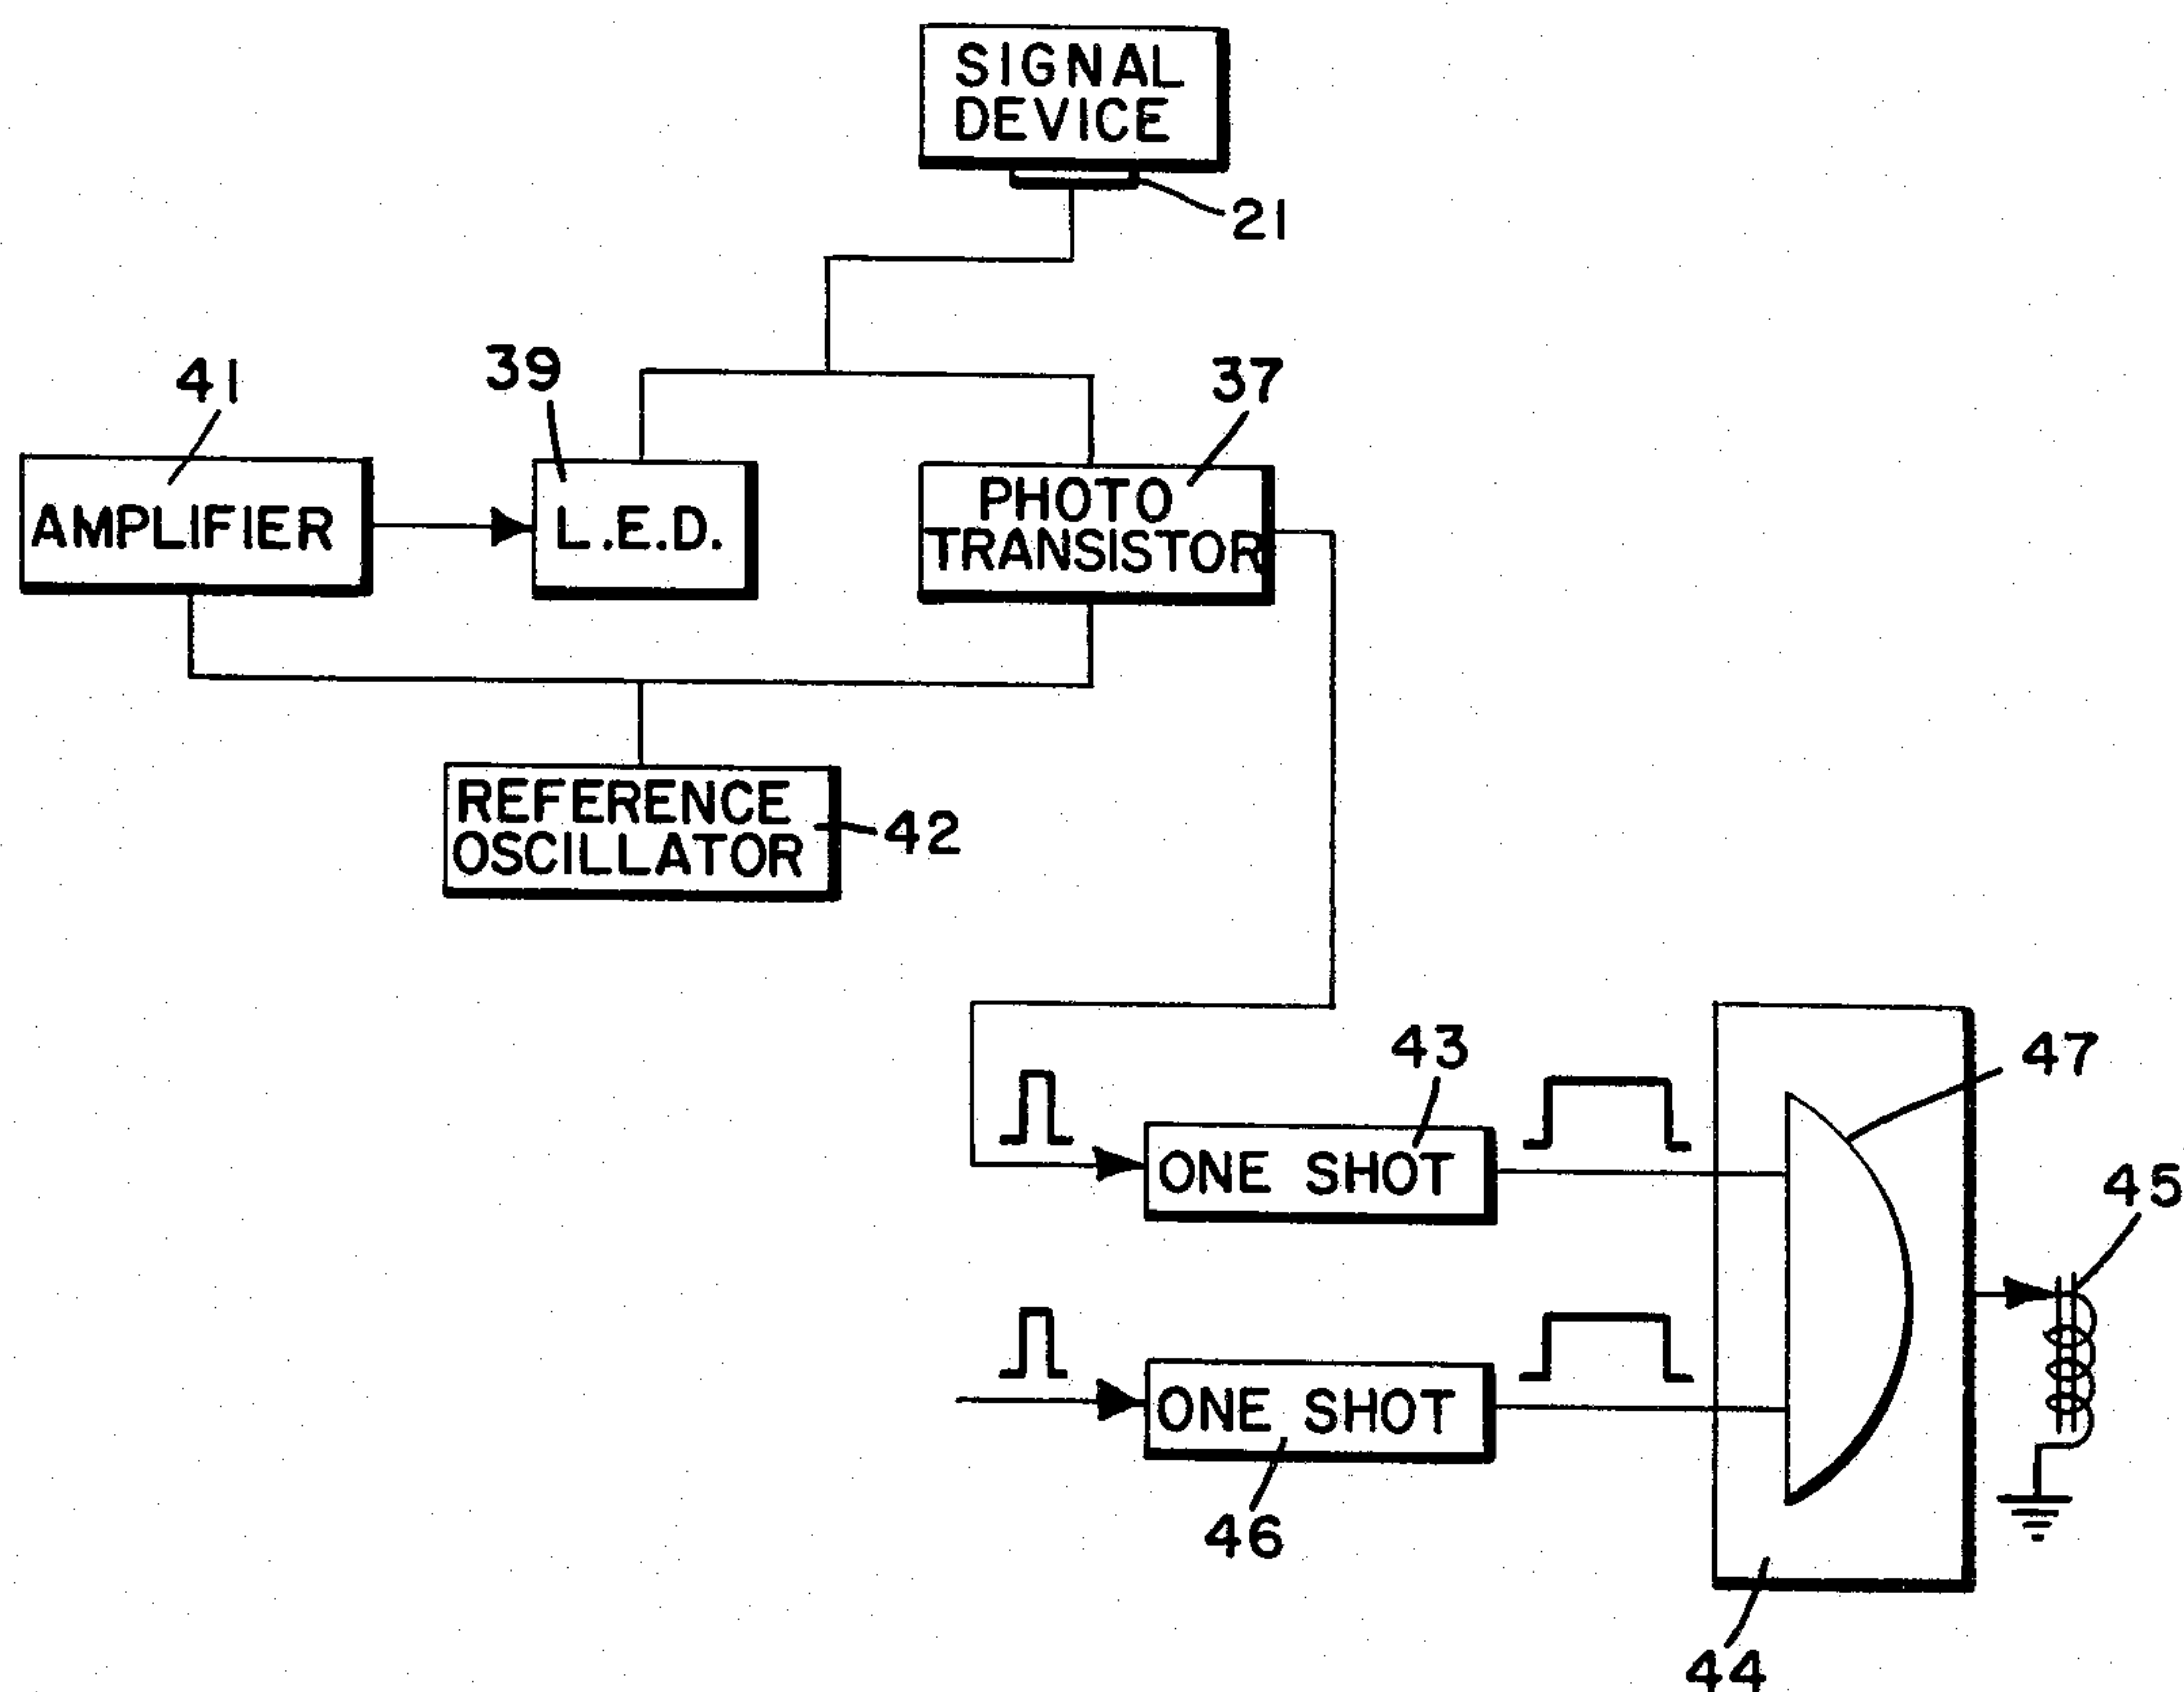 SIGNAL
DEVICE
21
41
39
37
AMPLIFIER
L.E.D.
PHOTO
TRANSISTOR
REFERENCE
OSCILLATOR
42
43
47
ONE SHOT
45
ONE SHOT
46
44